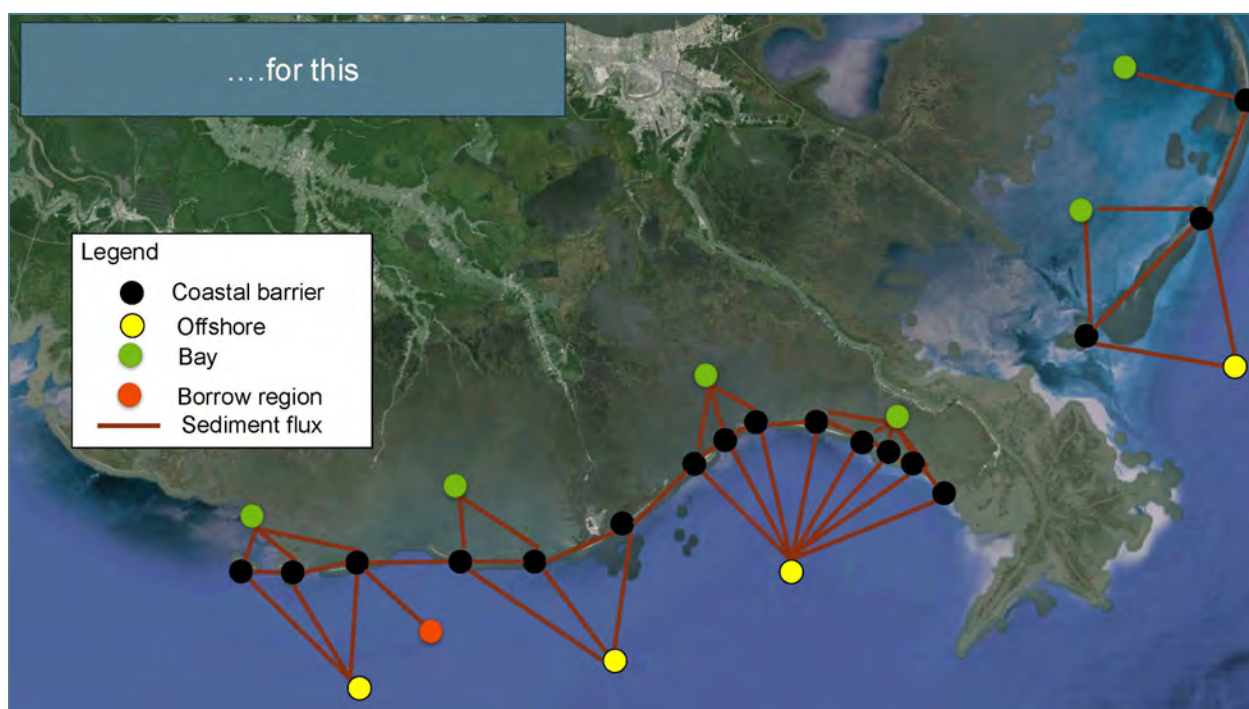 ....for this
Legend
Coastal barrier
Offshore
Bay
Borrow region
Sediment flux